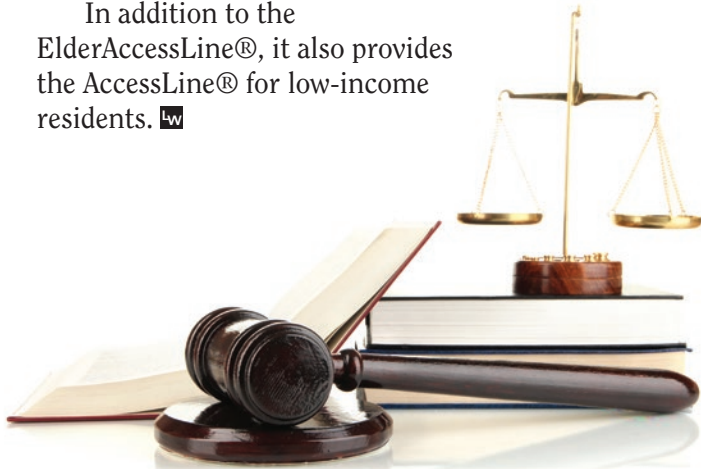 In addition to the
ElderAccessLine®, it also provides
the AccessLine® for low-income
residents. LW